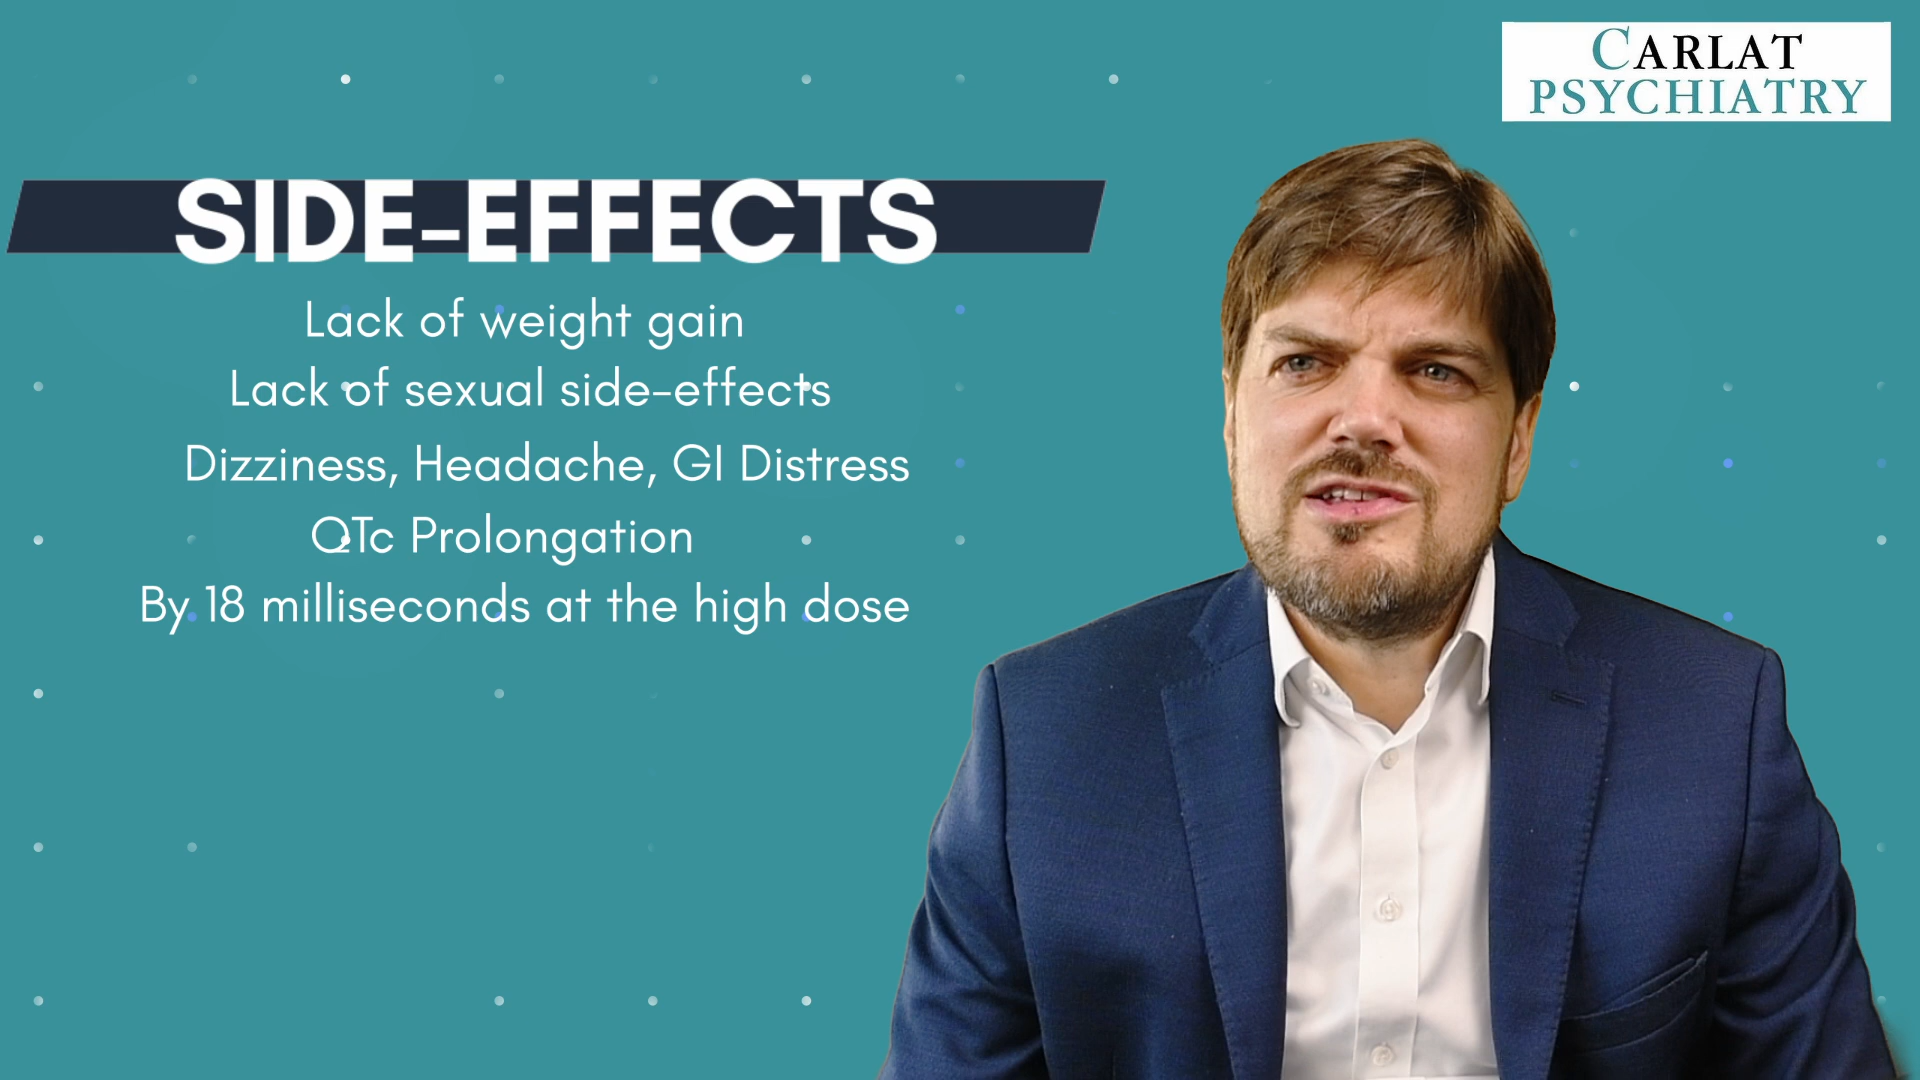 CARLAT
PSYCHIATRY
SIDE-EFFECTS
Lack of weight gain
Lack of sexual side-effects
Dizziness, Headache, GI Distress
QTc Prolongation
By 18 milliseconds at the high dose